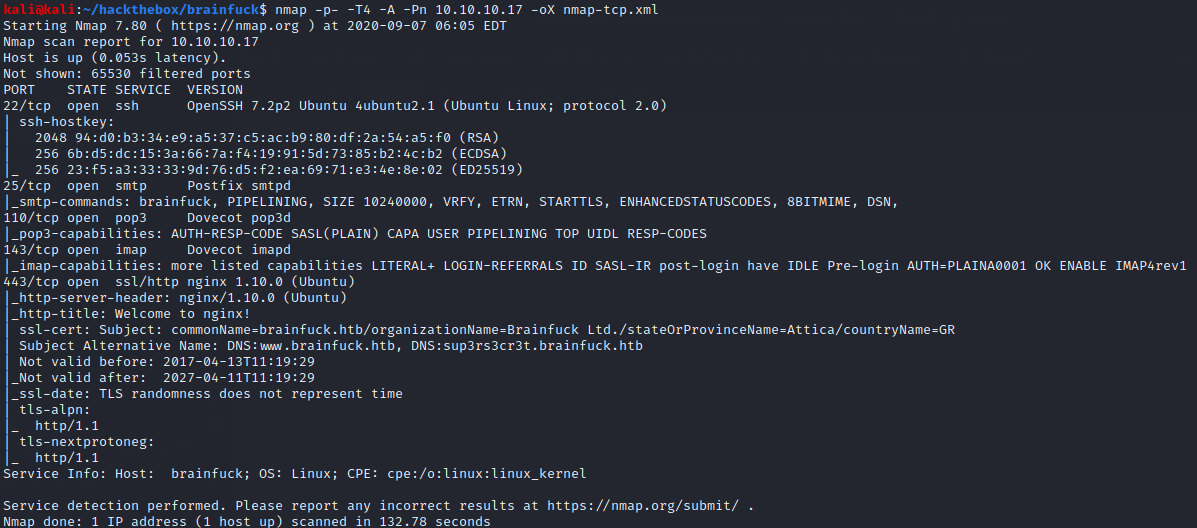 kali@kali:~/hackthebox/brainfuck$ nmap -p- -T4 -A -Pn 10.10.10.17 -oX nmap-tcp.xml
Starting Nmap 7.80 ( https://nmap.org ) at 2020-09-07 06:05 EDT
Nmap scan report for 10.10.10.17
Host is up (0.053s latency).
Not shown: 65530 filtered ports
PORT    STATE SERVICE  VERSION
22/tcp  open  ssh      OpenSSH 7.2p2 Ubuntu 4ubuntu2.1 (Ubuntu Linux; protocol 2.0)
| ssh-hostkey:
|   2048 94:d0:b3:34:e9:a5:37:c5:ac:b9:80:df:2a:54:a5:f0 (RSA)
|   256 6b:d5:dc:15:3a:66:7a:f4:19:91:5d:73:85:b2:4c:b2 (ECDSA)
|_  256 23:f5:a3:33:33:9d:76:d5:f2:ea:69:71:e3:4e:8e:02 (ED25519)
25/tcp  open  smtp     Postfix smtpd
|_smtp-commands: brainfuck, PIPELINING, SIZE 10240000, VRFY, ETRN, STARTTLS, ENHANCEDSTATUSCODES, 8BITMIME, DSN,
110/tcp open  pop3     Dovecot pop3d
|_pop3-capabilities: AUTH-RESP-CODE SASL(PLAIN) CAPA USER PIPELINING TOP UIDL RESP-CODES
143/tcp open  imap     Dovecot imapd
|_imap-capabilities: more listed capabilities LITERAL+ LOGIN-REFERRALS ID SASL-IR post-login have IDLE Pre-login AUTH=PLAINA0001 OK ENABLE IMAP4rev1
443/tcp open  ssl/http nginx 1.10.0 (Ubuntu)
|_http-server-header: nginx/1.10.0 (Ubuntu)
|_http-title: Welcome to nginx!
| ssl-cert: Subject: commonName=brainfuck.htb/organizationName=Brainfuck Ltd./stateOrProvinceName=Attica/countryName=GR
| Subject Alternative Name: DNS:www.brainfuck.htb, DNS:sup3rs3cr3t.brainfuck.htb
| Not valid before: 2017-04-13T11:19:29
|_Not valid after:  2027-04-11T11:19:29
|_ssl-date: TLS randomness does not represent time
| tls-alpn:
|_  http/1.1
| tls-nextprotoneg:
|_  http/1.1
Service Info: Host:  brainfuck; OS: Linux; CPE: cpe:/o:linux:linux_kernel

Service detection performed. Please report any incorrect results at https://nmap.org/submit/ .
Nmap done: 1 IP address (1 host up) scanned in 132.78 seconds